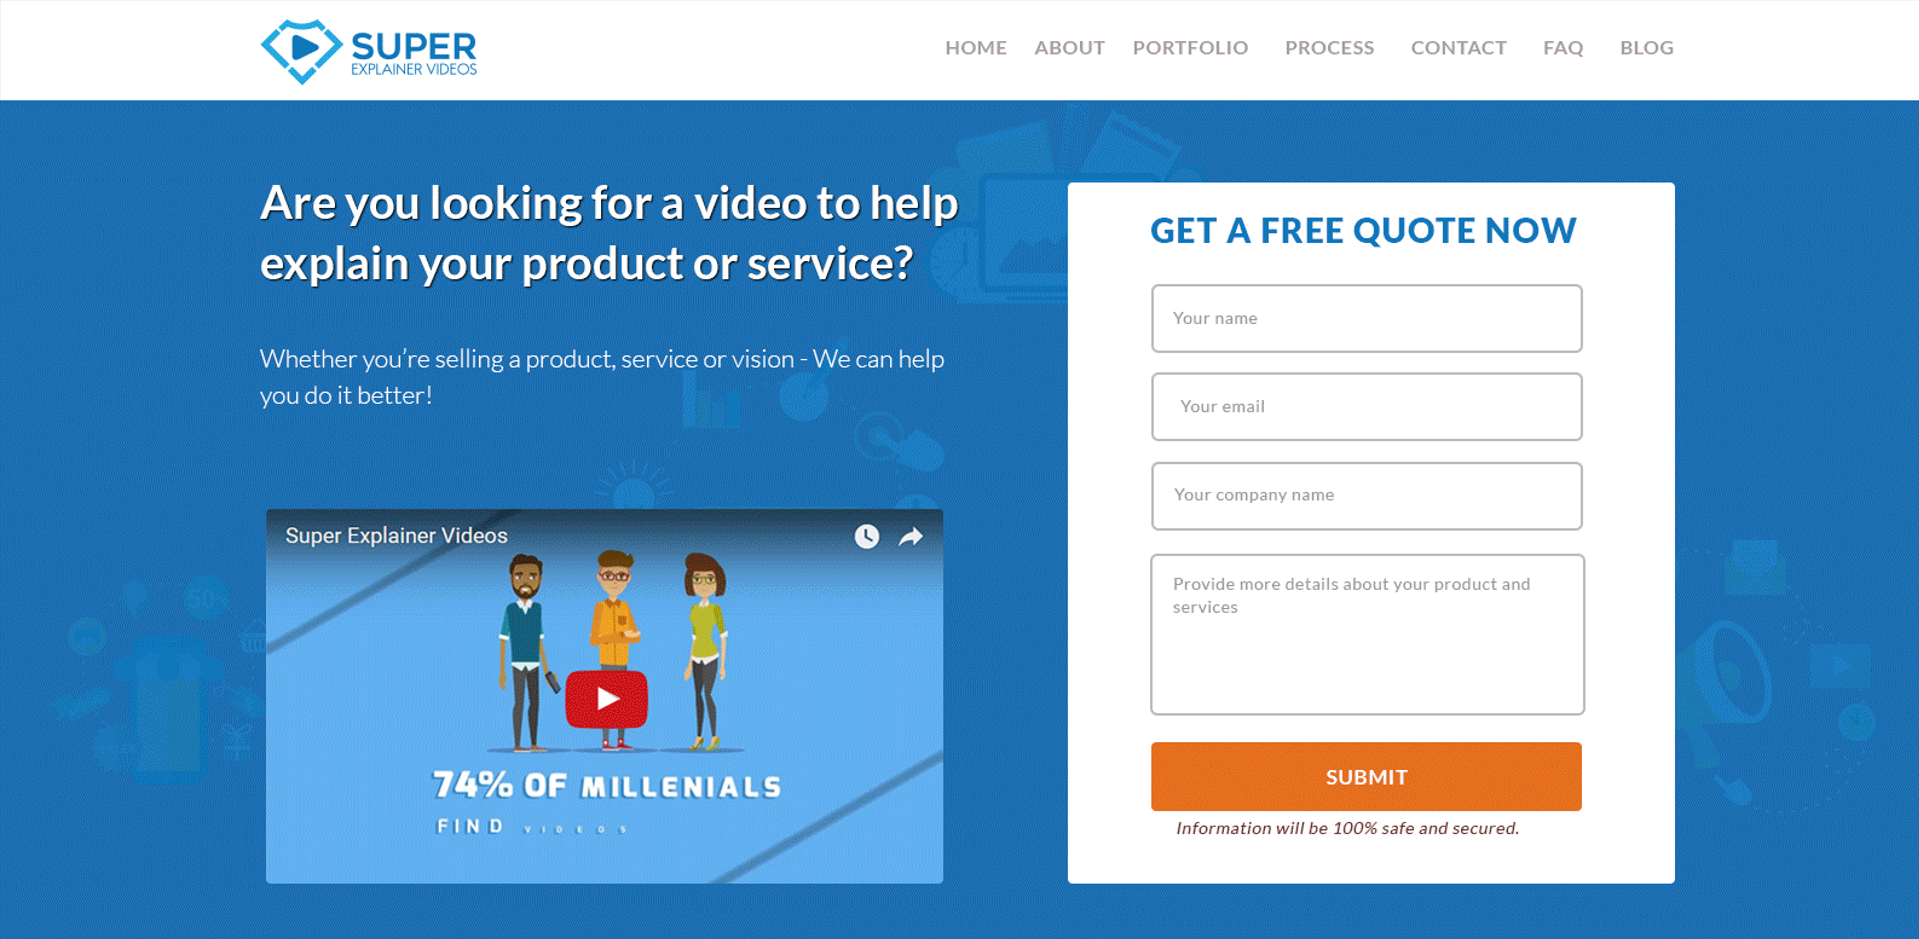 SUPER
EXPLAINER VIDEOS
HOME ABOUT PORTFOLIO PROCESS CONTACT FAQ BLOG
Are you looking for a video to help
explain your product or service?
Whether you’re selling a product, service or vision - We can help
you do it better!
Super Explainer Videos
74% OF MILLENIALS
FIND VIDEOS
50%
SALES
GET A FREE QUOTE NOW
Your name
Your email
Your company name
Provide more details about your product and
services
SUBMIT
Information will be 100% safe and secured.